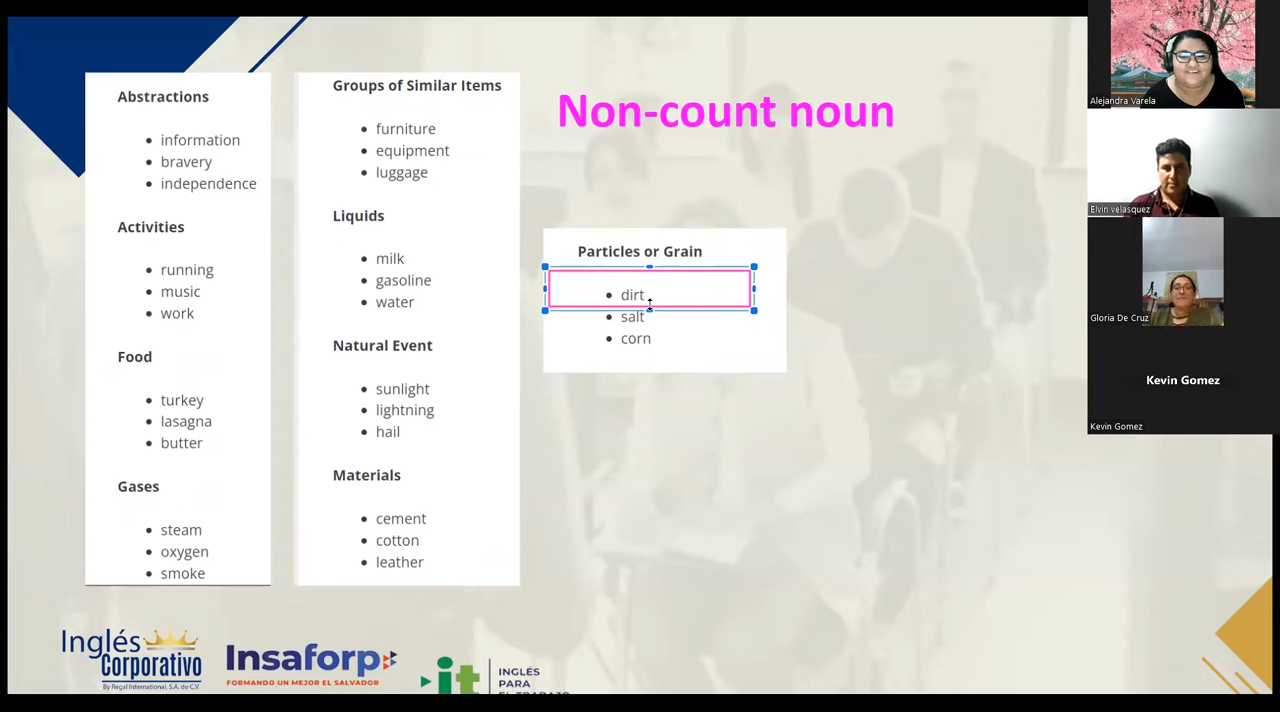 Abstractions
information
bravery
independence
Activities
running
music
work
Food
turkey
lasagna
butter
Gases
steam
oxygen
smoke
Groups of Similar Items
furniture
equipment
luggage
Liquids
milk
gasoline
water
Natural Event
sunlight
lightning
hail
Materials
cement
cotton
leather
Non-count noun
Particles or Grain
dirt
salt
corn
Alejandra Varela
Elvin velasquez
Gloria De Cruz
Kevin Gomez
Kevin Gomez
Inglés
Corporativo
By Regal International, S.A. de C.V.
Insaforp
FORMANDO UN MEJOR EL SALVADOR
it
INGLÉS
PARA
EL TRABAJO